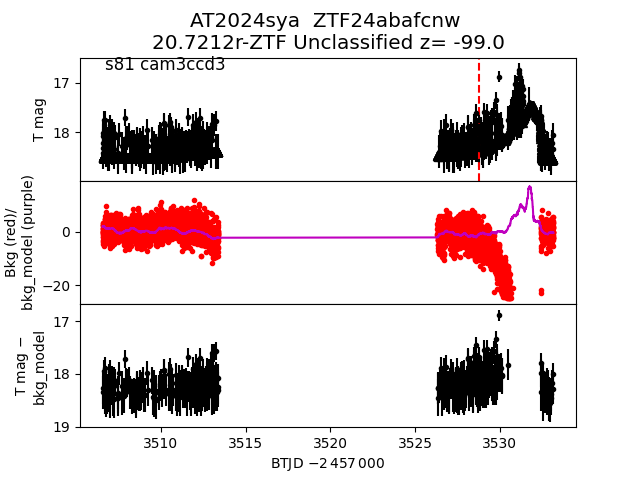 AT2024sya  ZTF24abafcnw
20.7212r-ZTF Unclassified z= -99.0
s81 cam3ccd3
17
18
T mag
0
−20
Bkg (red)/
bkg_model (purple)
17
18
19
T mag −
bkg_model
3510 3515 3520 3525 3530
BTJD −2 457 000